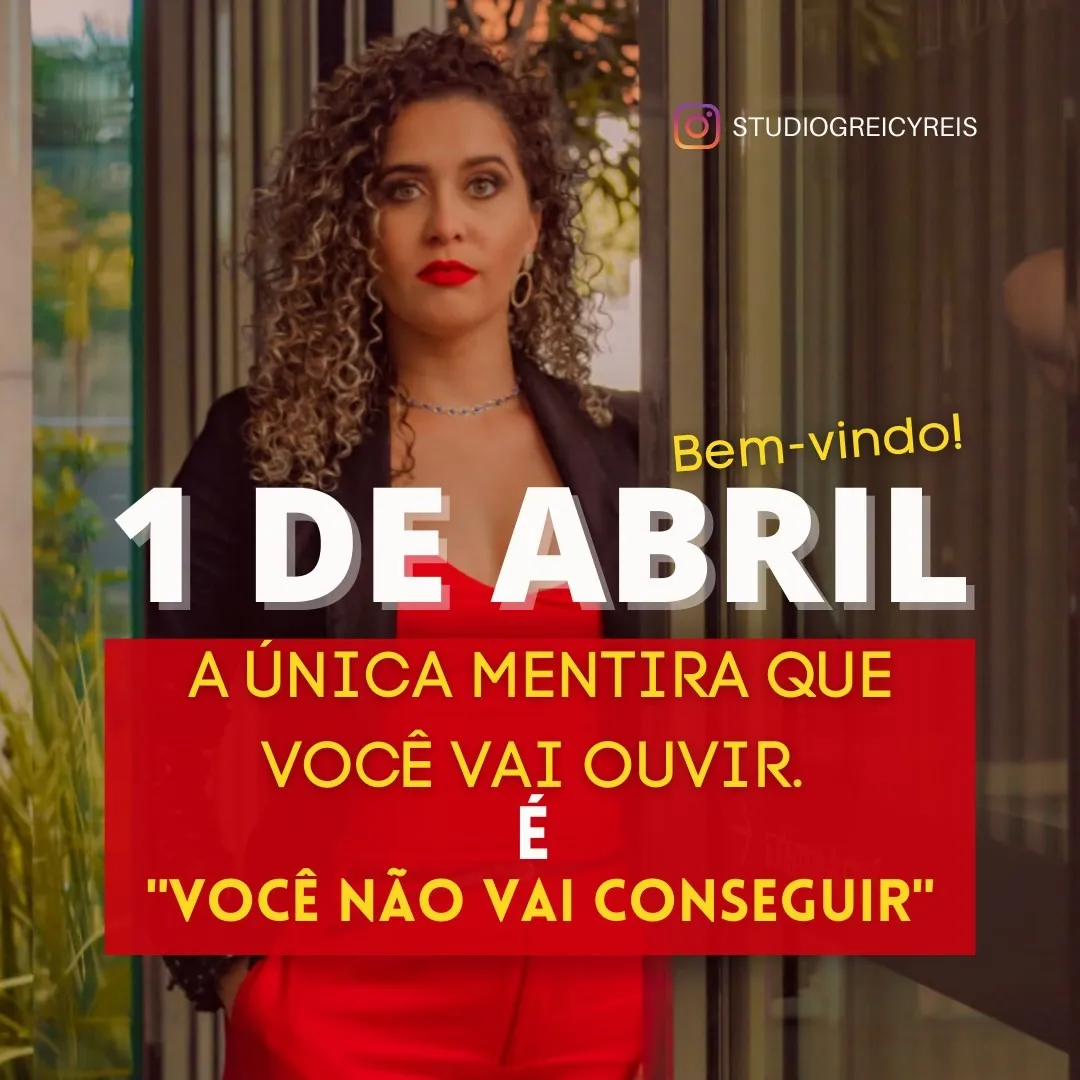 STUDIOGREICYREIS
Bem-vindo!
1 DE ABRIL
A ÚNICA MENTIRA QUE
VOCÊ VAI OUVIR.
É
"VOCÊ NÃO VAI CONSEGUIR"